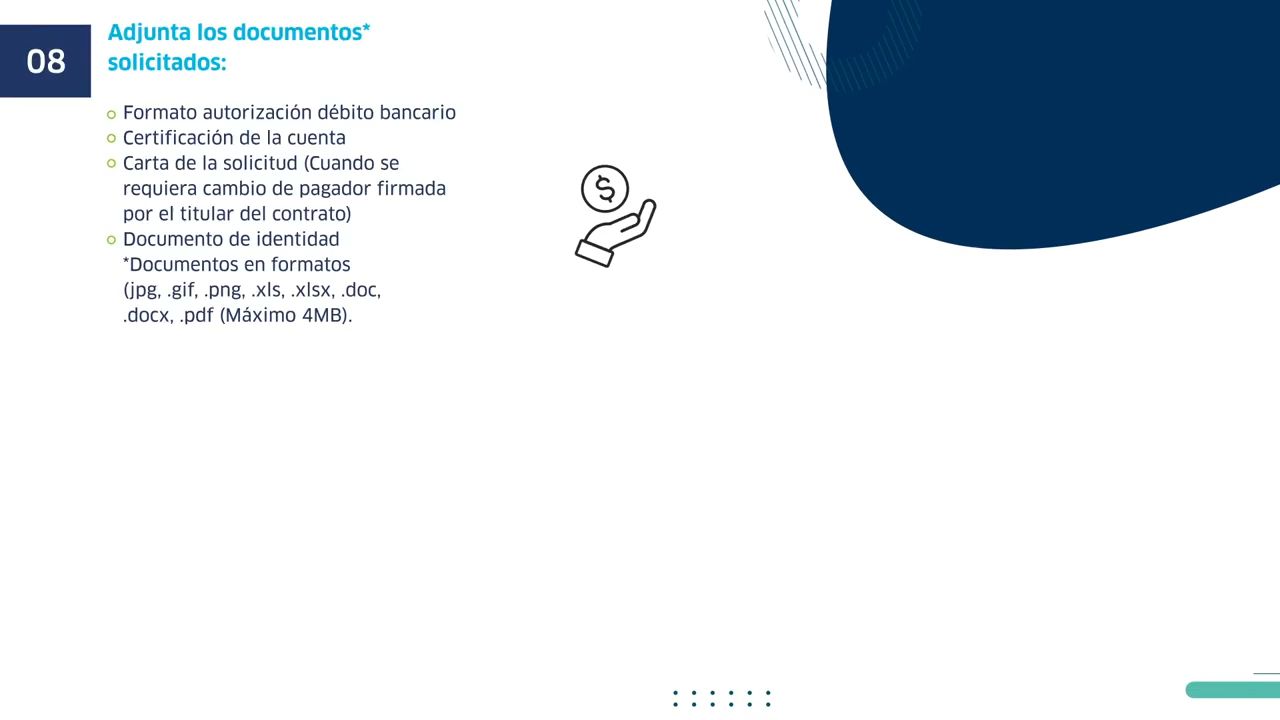 08
Adjunta los documentos*
solicitados:
Formato autorización débito bancario
Certificación de la cuenta
Carta de la solicitud (Cuando se
requiera cambio de pagador firmada
por el titular del contrato)
Documento de identidad
*Documentos en formatos
(jpg, .gif, .png, .xls, .xlsx, .doc,
.docx, .pdf (Máximo 4MB).
$